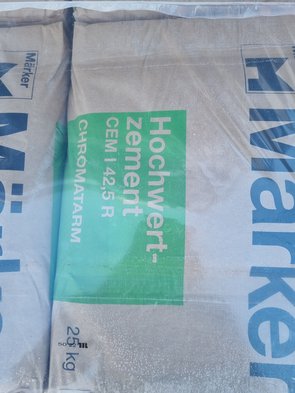 Märker
Hochwert-
zement
CEM I 42,5 R
CHROMATARM
25 kg
Märker
Märker